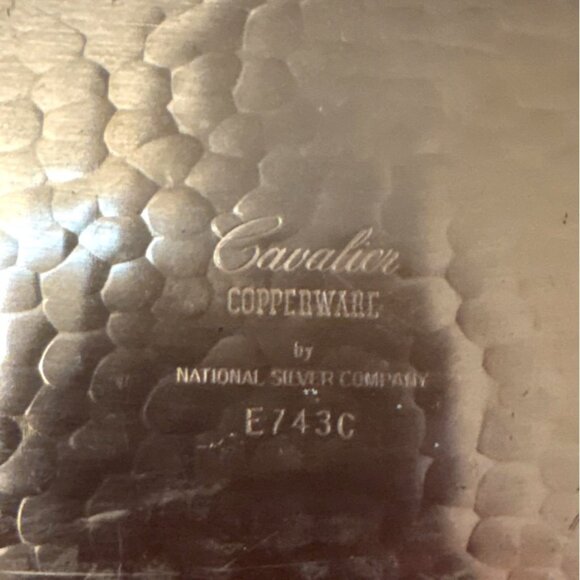 Cavalier
COPPERWARE
by
NATIONAL SILVER COMPANY
E743C